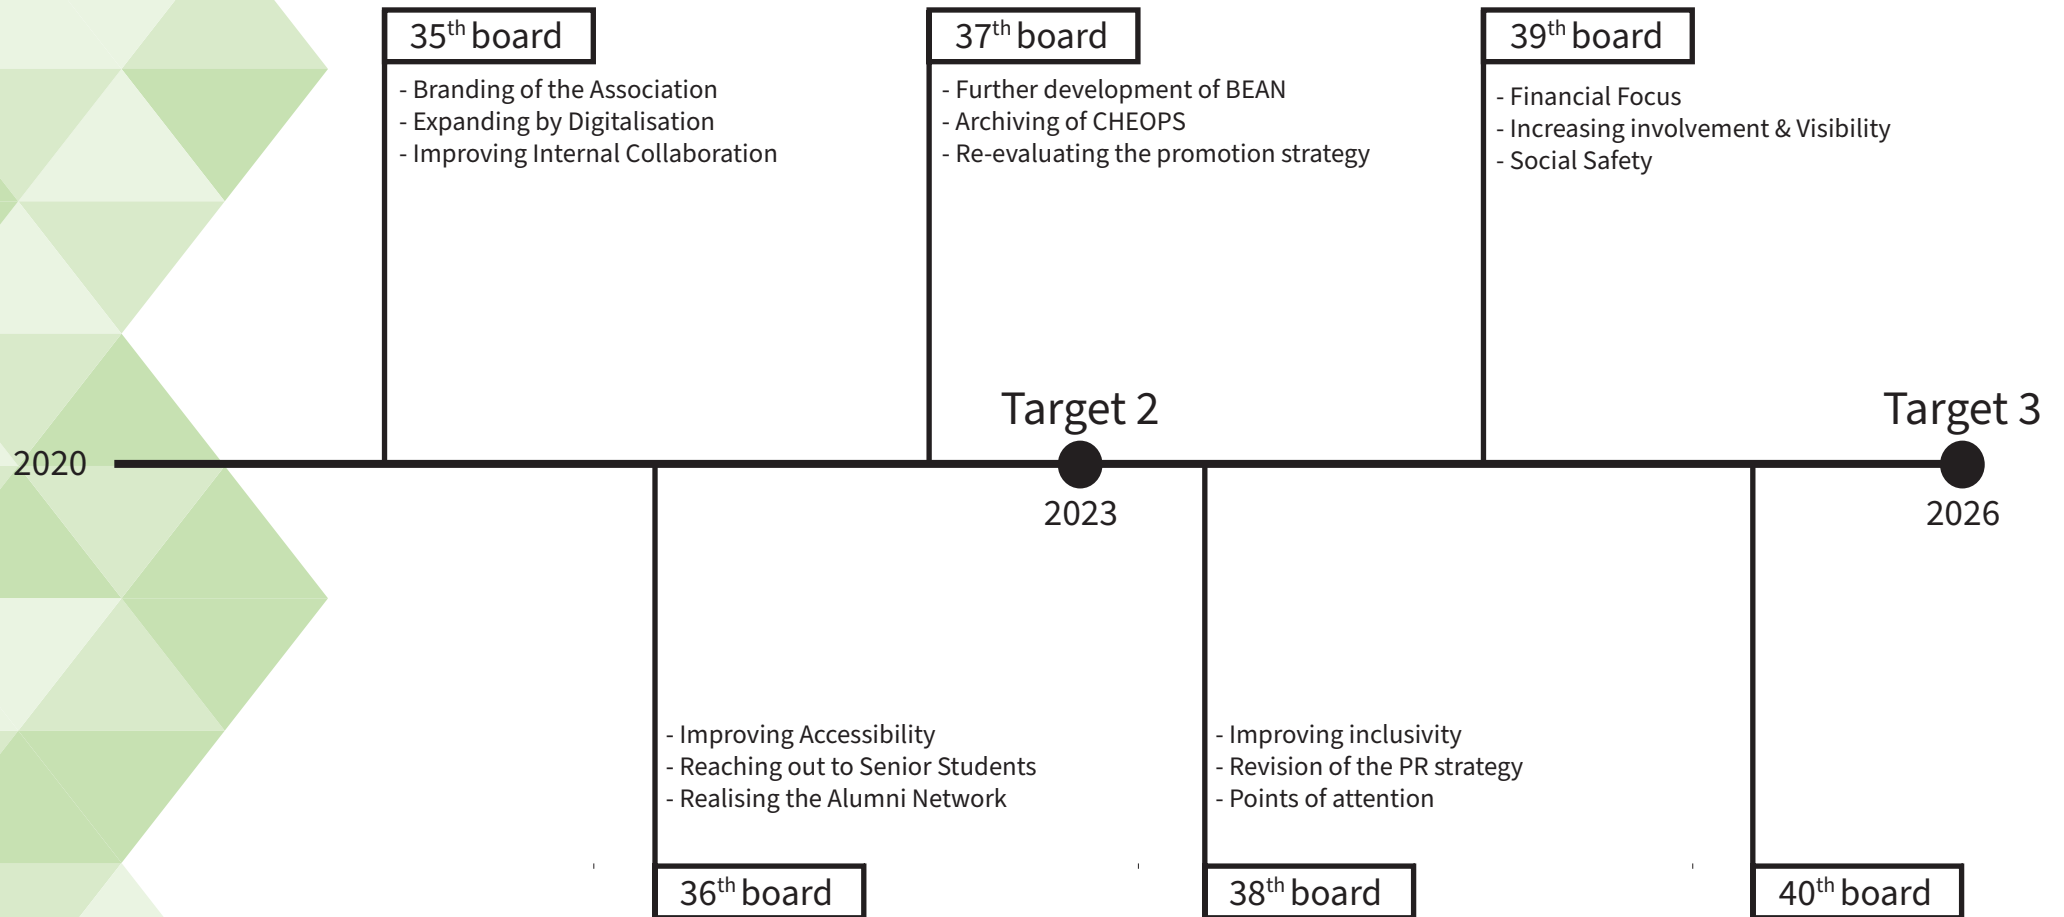 35th board
- Branding of the Association
- Expanding by Digitalisation
- Improving Internal Collaboration
37th board
- Further development of BEAN
- Archiving of CHEOPS
- Re-evaluating the promotion strategy
39th board
- Financial Focus
- Increasing involvement & Visibility
- Social Safety
Target 2
Target 3
2020
2023
2026
- Improving Accessibility
- Reaching out to Senior Students
- Realising the Alumni Network
36th board
- Improving inclusivity
- Revision of the PR strategy
- Points of attention
38th board
40th board